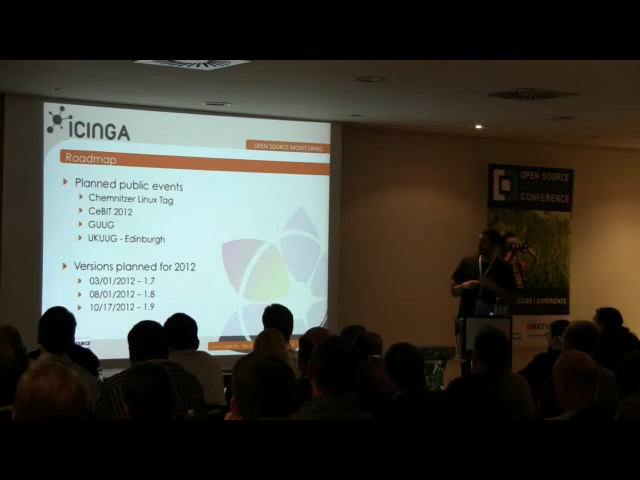 ICINGA
OPEN SOURCE MONITORING
Roadmap
Planned public events
Chemnitzer Linux Tag
CeBIT 2012
GUUG
UKUUG - Edinburgh
Versions planned for 2012
03/01/2012 – 1.7
08/01/2012 – 1.8
10/17/2012 – 1.9
OPEN SOURCE
CONFERENCE
EXPERIENCE